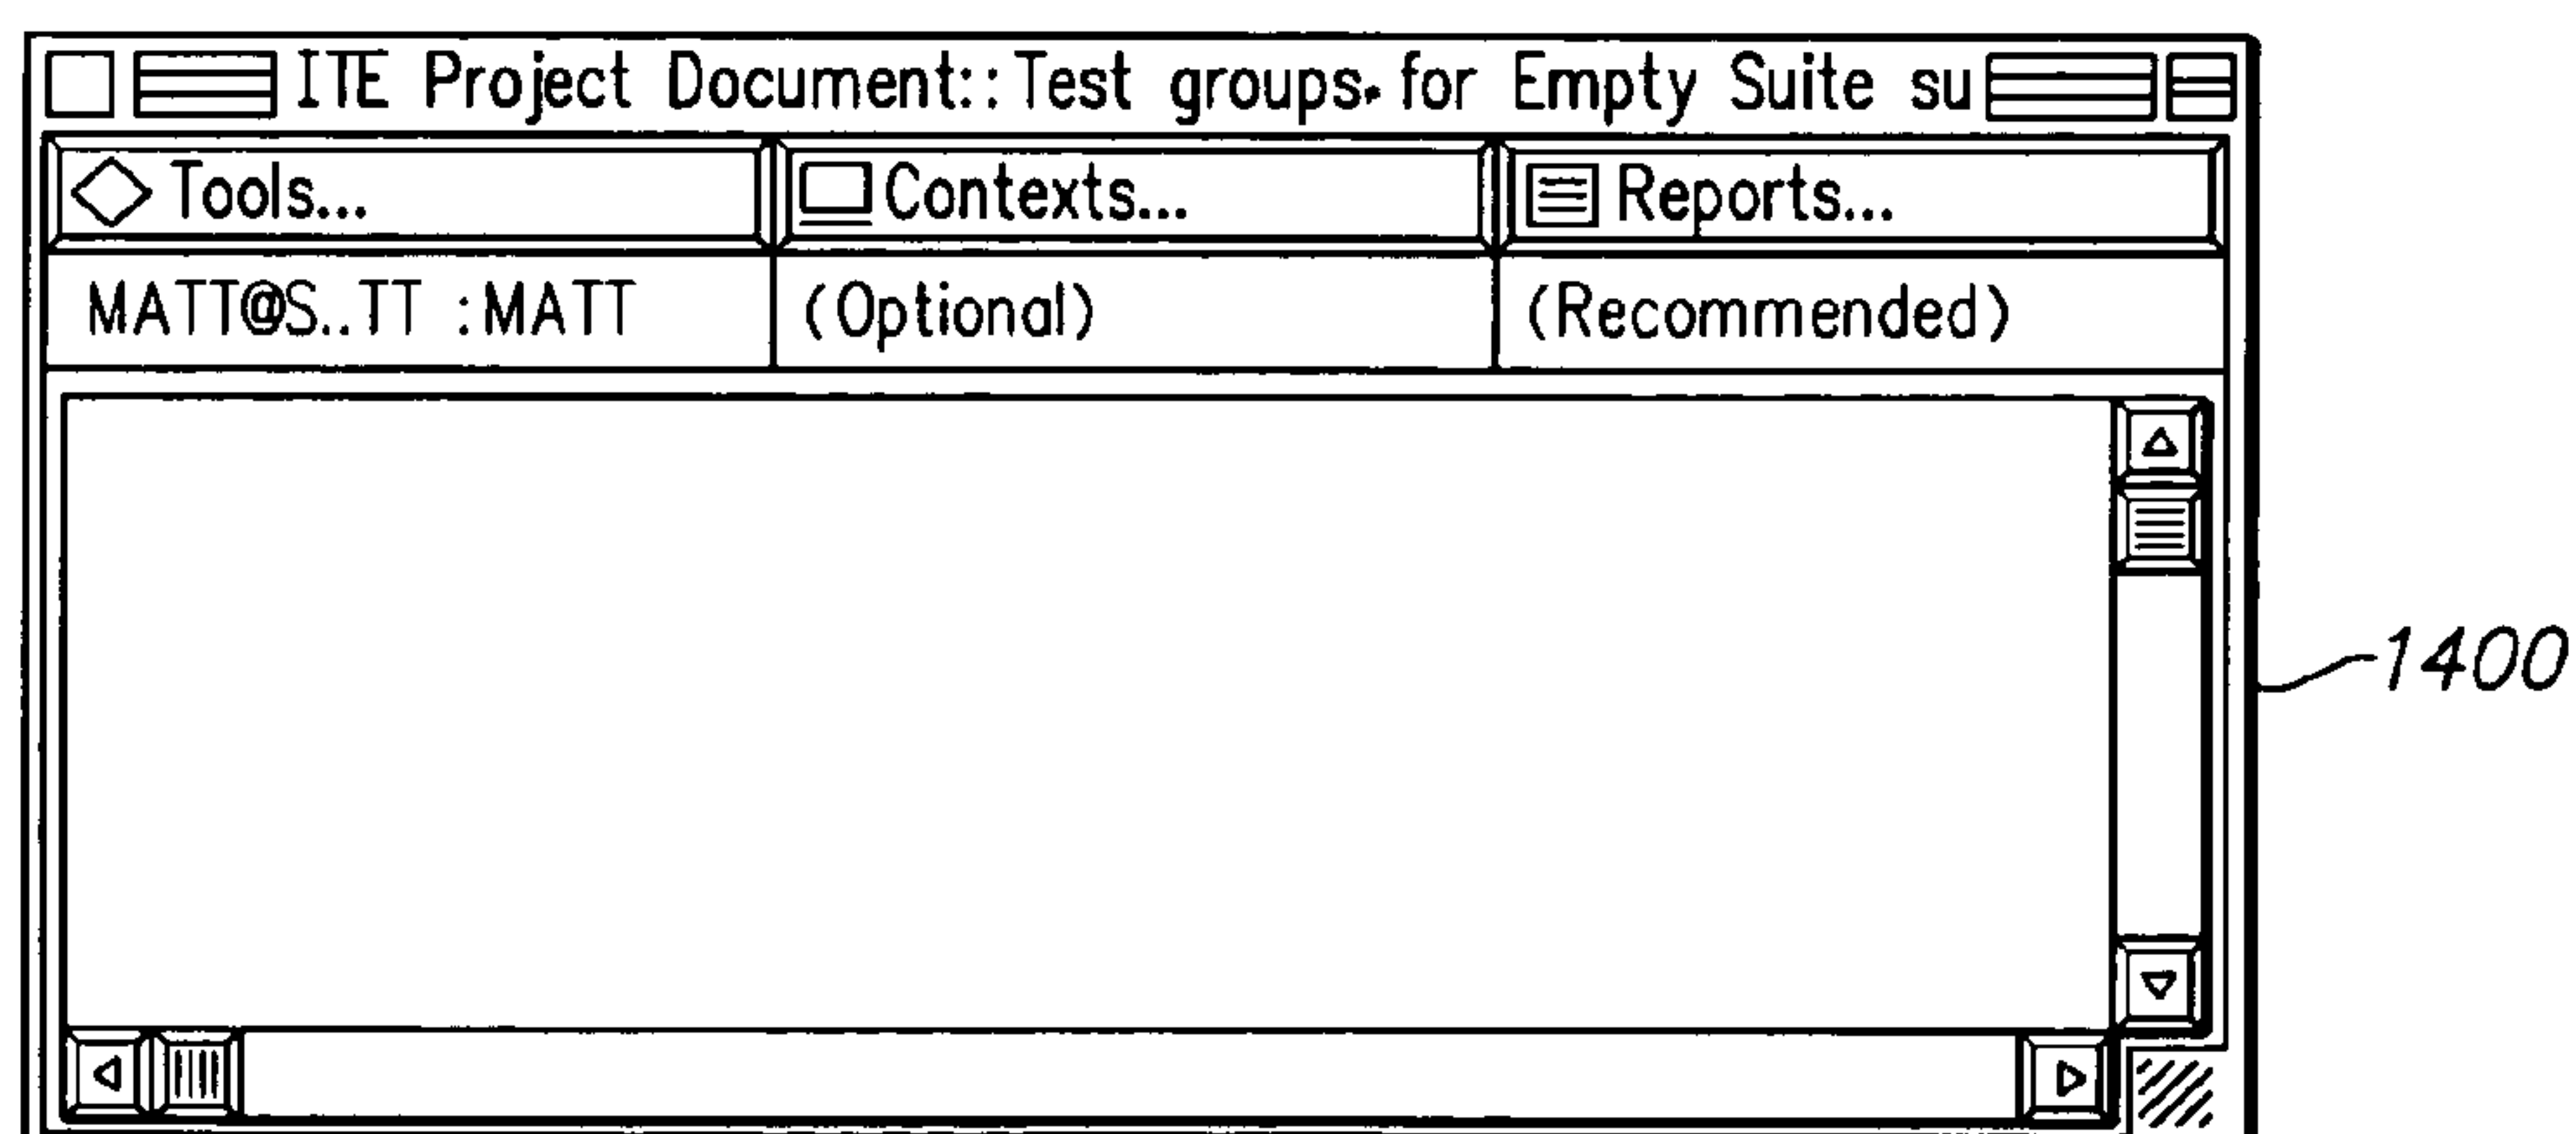 ITE Project Document::Test groups. for Empty Suite su
Tools... Contexts... Reports...
MATT@S..TT :MATT (Optional) (Recommended)
1400